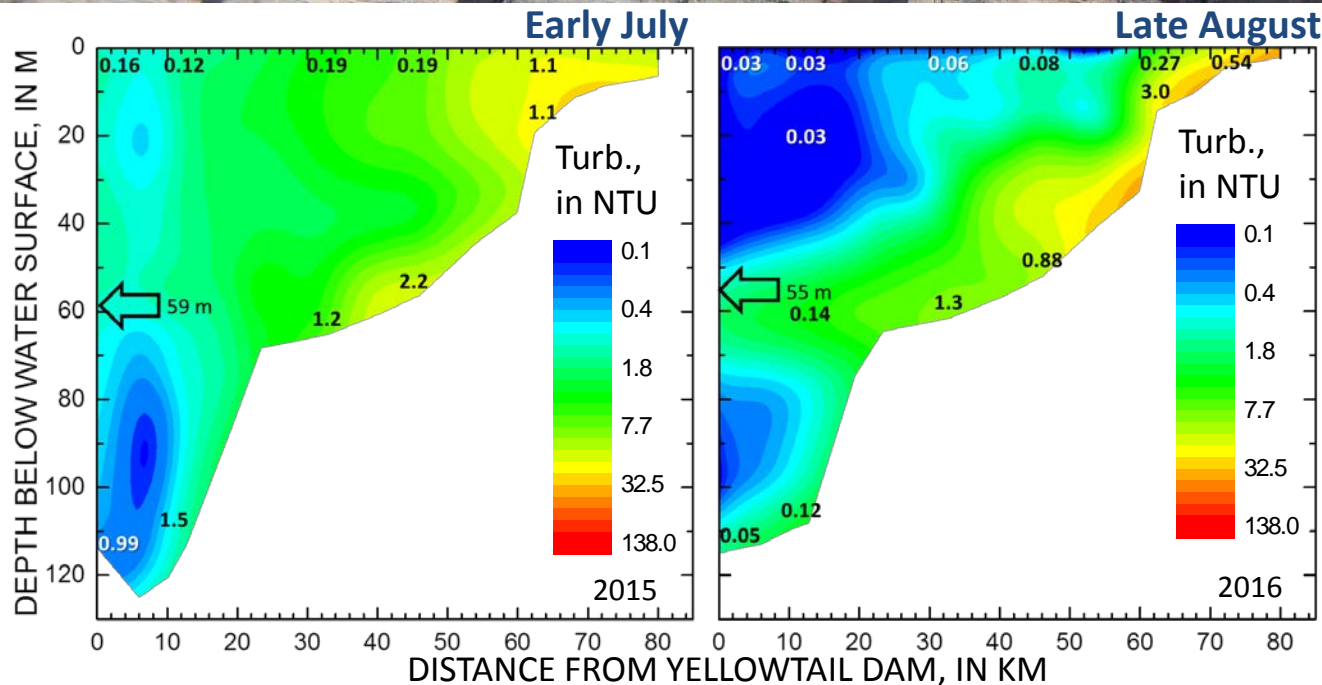 Early July
Late August
DEPTH BELOW WATER SURFACE, IN M
0
20
40
60
80
100
120
0.16 0.12 0.19 0.19 1.1
1.1
2.2
59 m
1.2
1.5
0.99
Turb.,
in NTU
0.1
0.4
1.8
7.7
32.5
138.0
2015
0 10 20 30 40 50 60 70 80
0.03 0.03 0.06 0.08 0.27 0.54
3.0
0.03
0.88
55 m
0.14
1.3
0.12
0.05
Turb.,
in NTU
0.1
0.4
1.8
7.7
32.5
138.0
2016
0 10 20 30 40 50 60 70 80
DISTANCE FROM YELLOWTAIL DAM, IN KM